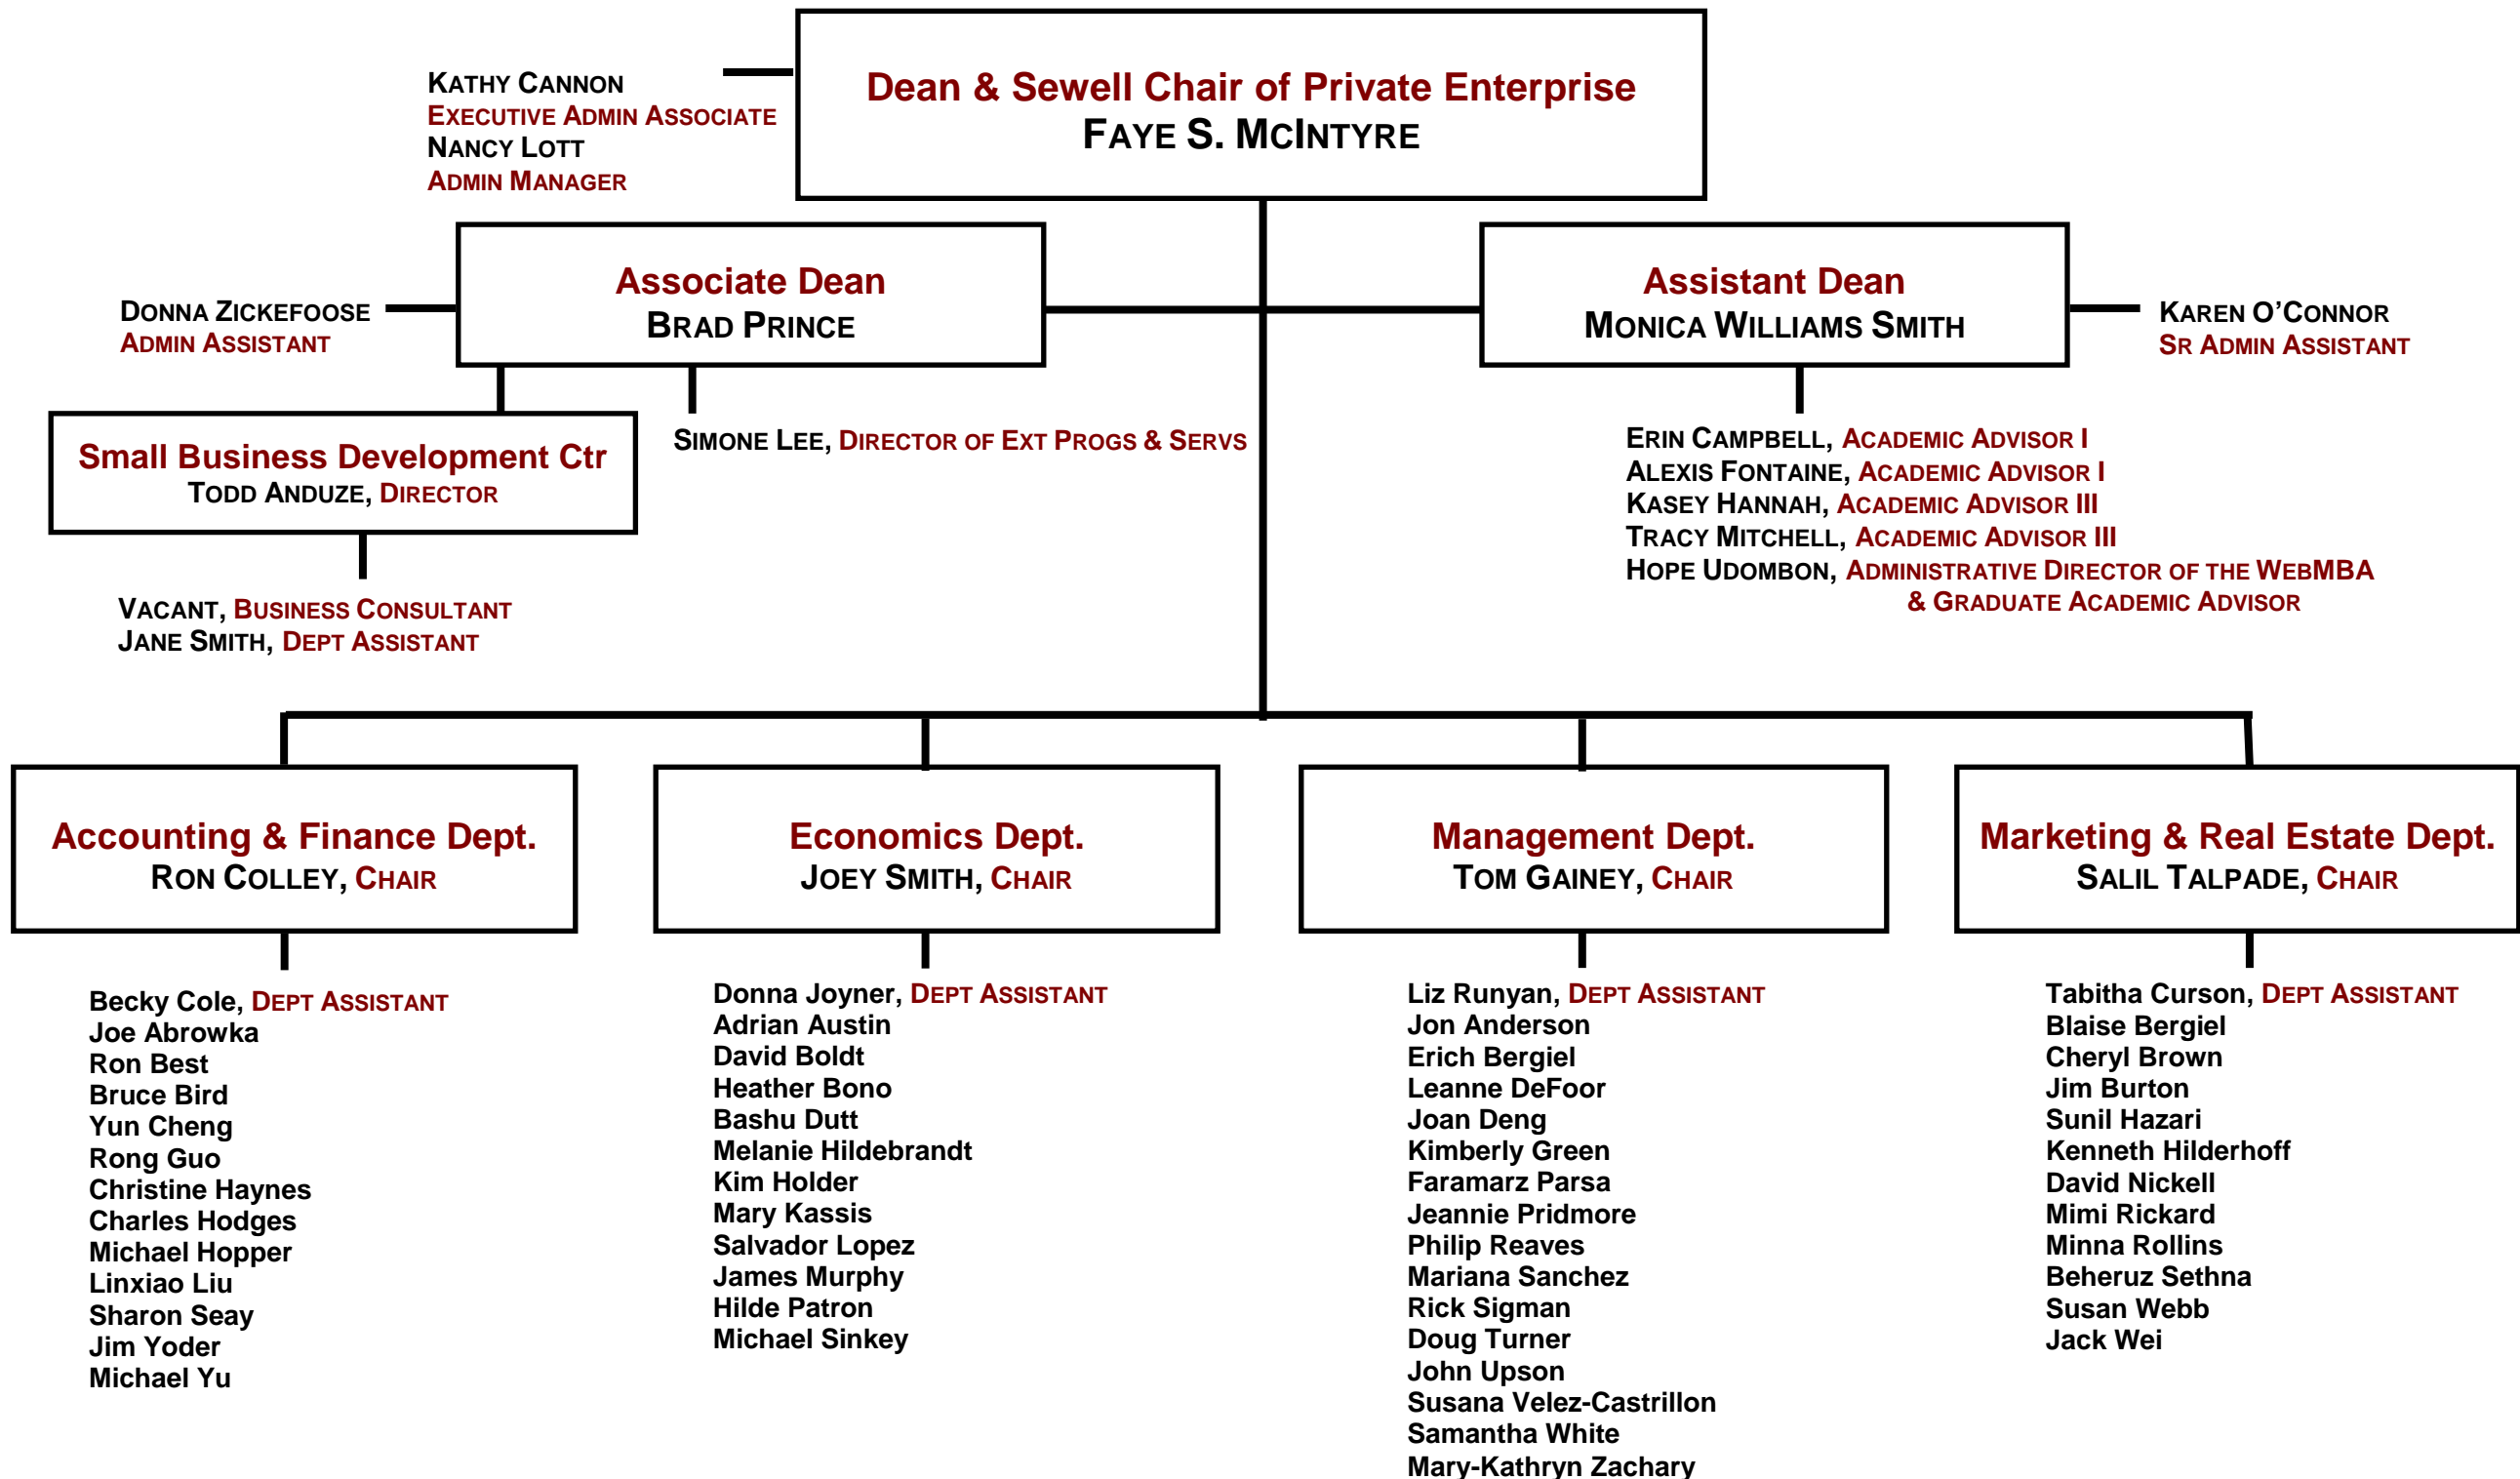 Dean & Sewell Chair of Private Enterprise
FAYE S. MCINTYRE
KATHY CANNON
EXECUTIVE ADMIN ASSOCIATE
NANCY LOTT
ADMIN MANAGER
Associate Dean
BRAD PRINCE
Assistant Dean
MONICA WILLIAMS SMITH
DONNA ZICKEFOOSE
ADMIN ASSISTANT
KAREN O’CONNOR
SR ADMIN ASSISTANT
Small Business Development Ctr
TODD ANDUZE, DIRECTOR
SIMONE LEE, DIRECTOR OF EXT PROGS & SERVS
ERIN CAMPBELL, ACADEMIC ADVISOR I
ALEXIS FONTAINE, ACADEMIC ADVISOR I
KASEY HANNAH, ACADEMIC ADVISOR III
TRACY MITCHELL, ACADEMIC ADVISOR III
HOPE UDOMBON, ADMINISTRATIVE DIRECTOR OF THE WEBMBA
& GRADUATE ACADEMIC ADVISOR
VACANT, BUSINESS CONSULTANT
JANE SMITH, DEPT ASSISTANT
Accounting & Finance Dept.
RON COLLEY, CHAIR
Economics Dept.
JOEY SMITH, CHAIR
Management Dept.
TOM GAINEY, CHAIR
Marketing & Real Estate Dept.
SALIL TALPADE, CHAIR
Becky Cole, DEPT ASSISTANT
Joe Abrowka
Ron Best
Bruce Bird
Yun Cheng
Rong Guo
Christine Haynes
Charles Hodges
Michael Hopper
Linxiao Liu
Sharon Seay
Jim Yoder
Michael Yu
Donna Joyner, DEPT ASSISTANT
Adrian Austin
David Boldt
Heather Bono
Bashu Dutt
Melanie Hildebrandt
Kim Holder
Mary Kassis
Salvador Lopez
James Murphy
Hilde Patron
Michael Sinkey
Liz Runyan, DEPT ASSISTANT
Jon Anderson
Erich Bergiel
Leanne DeFoor
Joan Deng
Kimberly Green
Faramarz Parsa
Jeannie Pridmore
Philip Reaves
Mariana Sanchez
Rick Sigman
Doug Turner
John Upson
Susana Velez-Castrillon
Samantha White
Mary-Kathryn Zachary
Tabitha Curson, DEPT ASSISTANT
Blaise Bergiel
Cheryl Brown
Jim Burton
Sunil Hazari
Kenneth Hilderhoff
David Nickell
Mimi Rickard
Minna Rollins
Beheruz Sethna
Susan Webb
Jack Wei